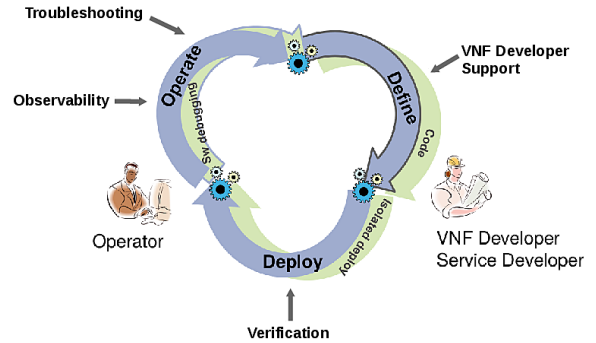 Troubleshooting
VNF Developer
Support
Operate
Define
Observability
Sw debugging
Code
Operator
VNF Developer
Service Developer
Isolated deploy
Deploy
Verification